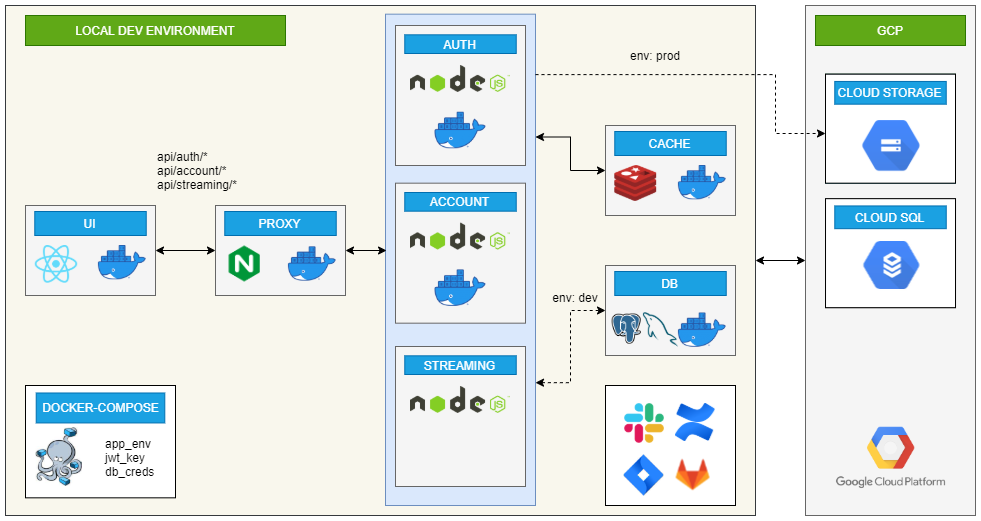 LOCAL DEV ENVIRONMENT
AUTH
node
JS
env: prod
GCP
CLOUD STORAGE
CACHE
api/auth/*
api/account/*
api/streaming/*
UI
PROXY
N
ACCOUNT
node
JS
CLOUD SQL
env: dev
DB
STREAMING
node
JS
DOCKER-COMPOSE
app_env
jwt_key
db_creds
Google Cloud Platform